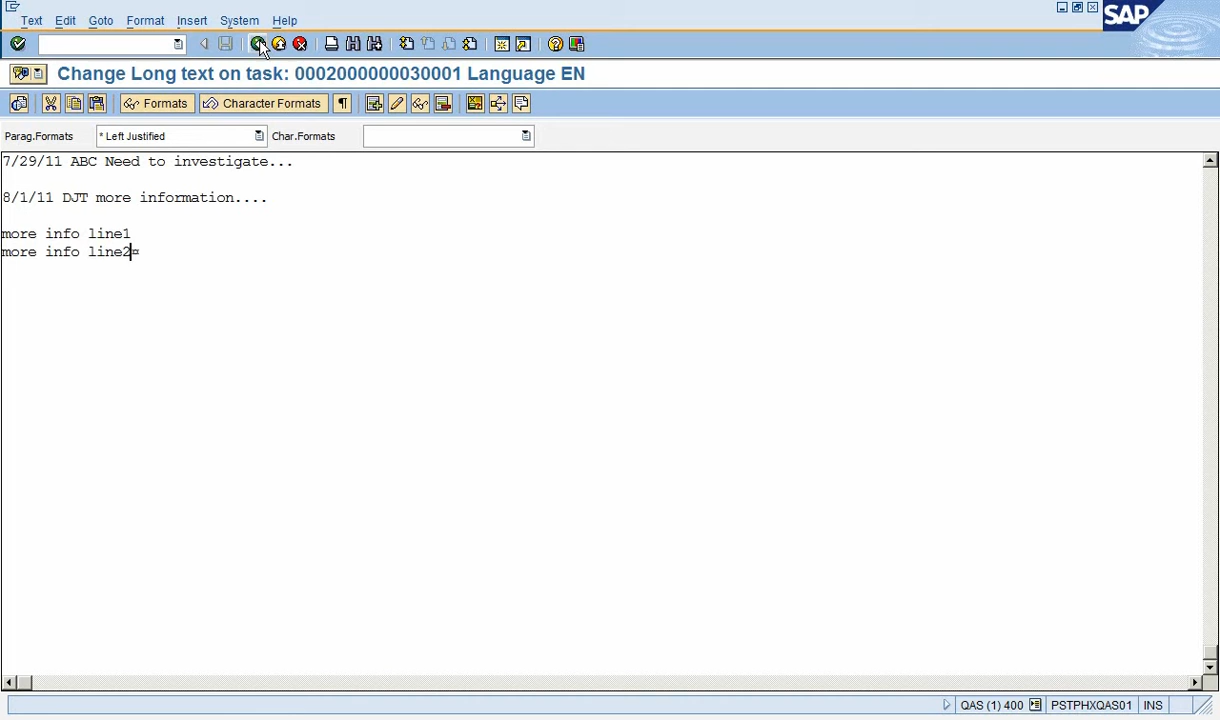 Text Edit Goto Format Insert System Help
SAP
Change Long text on task: 0002000000030001 Language EN
Formats Character Formats ¶
Parag.Formats * Left Justified Char.Formats
7/29/11 ABC Need to investigate...
8/1/11 DJT more information....
more info line1
more info line2¤
QAS (1) 400 PSTPHXQAS01 INS